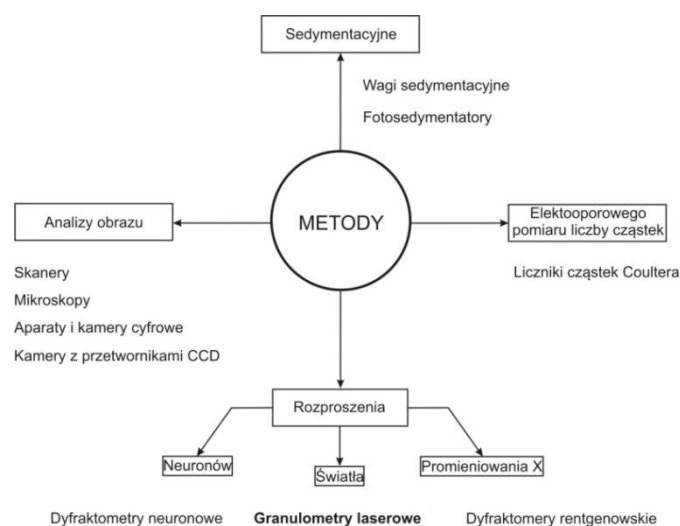 Sedymentacyjne
Wagi sedymentacyjne
Fotosedymentatory
METODY
Analizy obrazu
Skanery
Mikroskopy
Aparaty i kamery cyfrowe
Kamery z przetwornikami CCD
Elektooporowego
pomiaru liczby cząstek
Liczniki cząstek Coultera
Rozproszenia
Neuronów
Światła
Promieniowania X
Dyfraktometry neuronowe
Granulometry laserowe
Dyfraktomery rentgenowskie